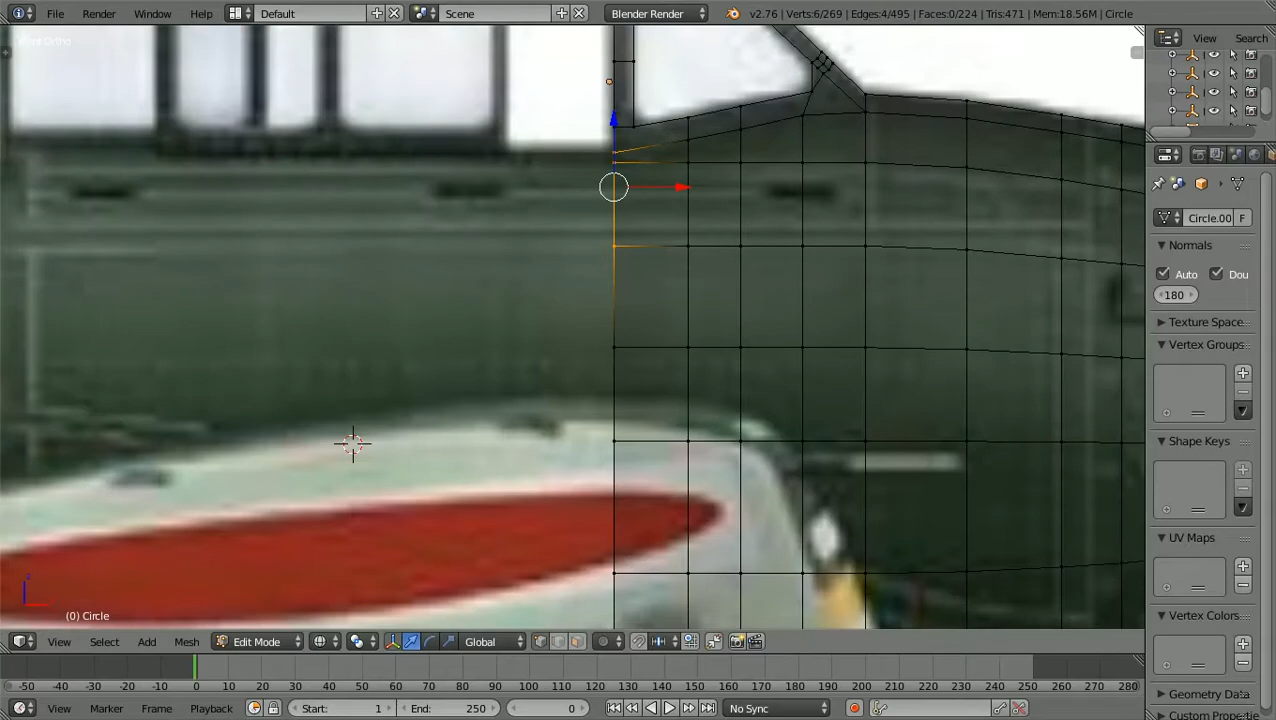 File Render Window Help Default Scene Blender Render v2.76 | Verts:6/269 | Edges:4/495 | Faces:0/224 | Tris:471 | Mem:18.56M | Circle
View Search
Circle.00 F
Normals
Auto Dou
180
Texture Space
Vertex Groups
Shape Keys
UV Maps
Vertex Colors
Geometry Data
Custom Propertie
z
(0) Circle
View Select Add Mesh Edit Mode Global
-50 -40 -30 -20 -10 0 10 20 30 40 50 60 70 80 90 100 110 120 130 140 150 160 170 180 190 200 210 220 230 240 250 260 270 280
View Marker Frame Playback Start: 1 End: 250 0 No Sync